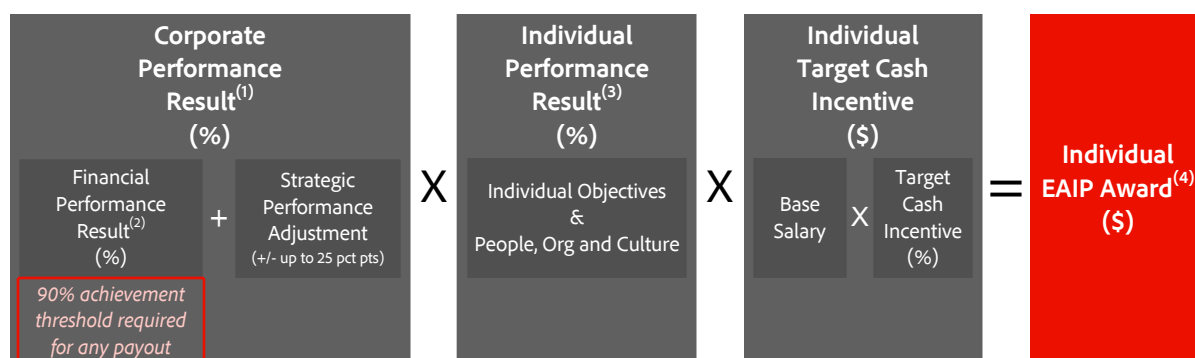 Corporate
Performance
Result(1)
(%)
Financial
Performance
Result(2)
(%)
+
Strategic
Performance
Adjustment
(+/- up to 25 pct pts)
90% achievement
threshold required
for any payout
X
Individual
Performance
Result(3)
(%)
Individual Objectives
&
People, Org and Culture
X
Individual
Target Cash
Incentive
($)
Base
Salary
X
Target
Cash
Incentive
(%)
=
Individual
EAIP Award(4)
($)